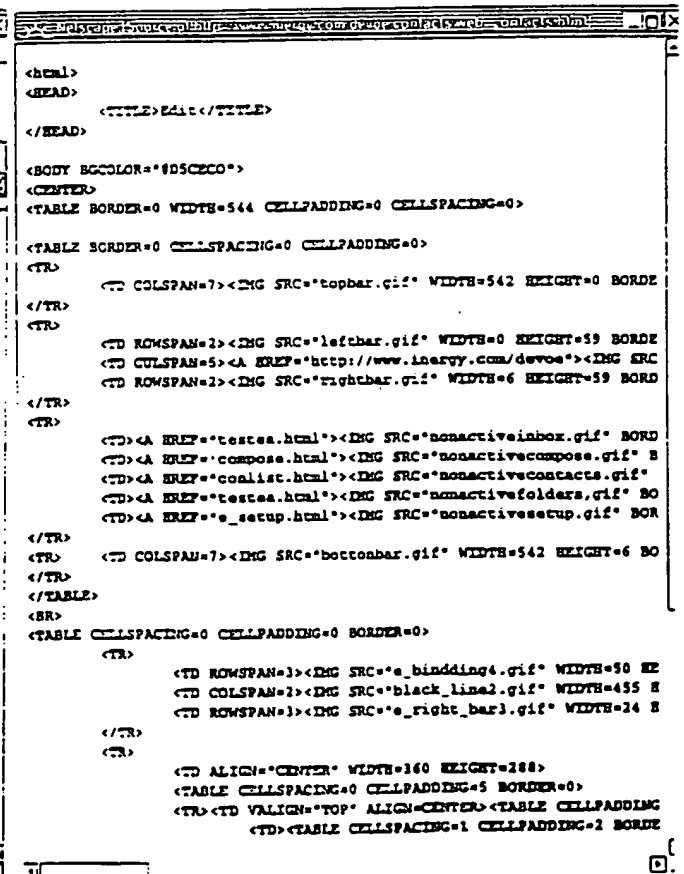 <html>
<HEAD>
<TITLE>Edit</TITLE>
</HEAD>
<BODY BGCOLOR="#D5CECO">
<CENTER>
<TABLE BORDER=0 WIDTH=544 CELLPADDING=0 CELLSPACING=0>
<TABLE BORDER=0 CELLSPACING=0 CELLPADDING=0>
<TR>
<TD COLSPAN=7><IMG SRC="topbar.gif" WIDTH=542 HEIGHT=0 BORDE
</TR>
<TR>
<TD ROWSPAN=2><IMG SRC="leftbar.gif" WIDTH=0 HEIGHT=59 BORDE
<TD CULSPAN=5><A HREF="http://www.inergy.com/devoe"><IMG SRC
<TD ROWSPAN=2><IMG SRC="rightbar.gif" WIDTH=6 HEIGHT=59 BORD
</TR>
<TR>
<TD><A HREF="testea.html"><IMG SRC="nonactiveinbox.gif" BORD
<TD><A HREF="compose.html"><IMG SRC="nonactivecompose.gif" B
<TD><A HREF="conlist.html"><IMG SRC="nonactivecontacts.gif"
<TD><A HREF="testea.html"><IMG SRC="nonactivefolders,gif" BO
<TD><A HREF="e_setup.html"><IMG SRC="nonactivesetup.gif" BOR
</TR>
<TR> <TD COLSPAN=7><IMG SRC="bottonbar.gif" WIDTH=542 HEIGHT=6 BO
</TR>
</TABLE>
<BR>
<TABLE CELLSPACING=0 CELLPADDING=0 BORDER=0>
<TR>
<TD ROWSPAN=3><IMG SRC="e_bindding4.gif" WIDTH=50 HE
<TD COLSPAN=2><IMG SRC="black_line2.gif" WIDTH=455 H
<TD ROWSPAN=3><IMG SRC="e_right_bar3.gif" WIDTH=24 H
</TR>
<TR>
<TD ALIGN="CENTER" WIDTH=360 HEIGHT=288>
<TABLE CELLSPACING=0 CELLPADDING=5 BORDER=0>
<TR><TD VALIGN="TOP" ALIGN=CENTER><TABLE CELLPADDING
<TD><TABLE CELLSPACING=1 CELLPADDING=2 BORDE